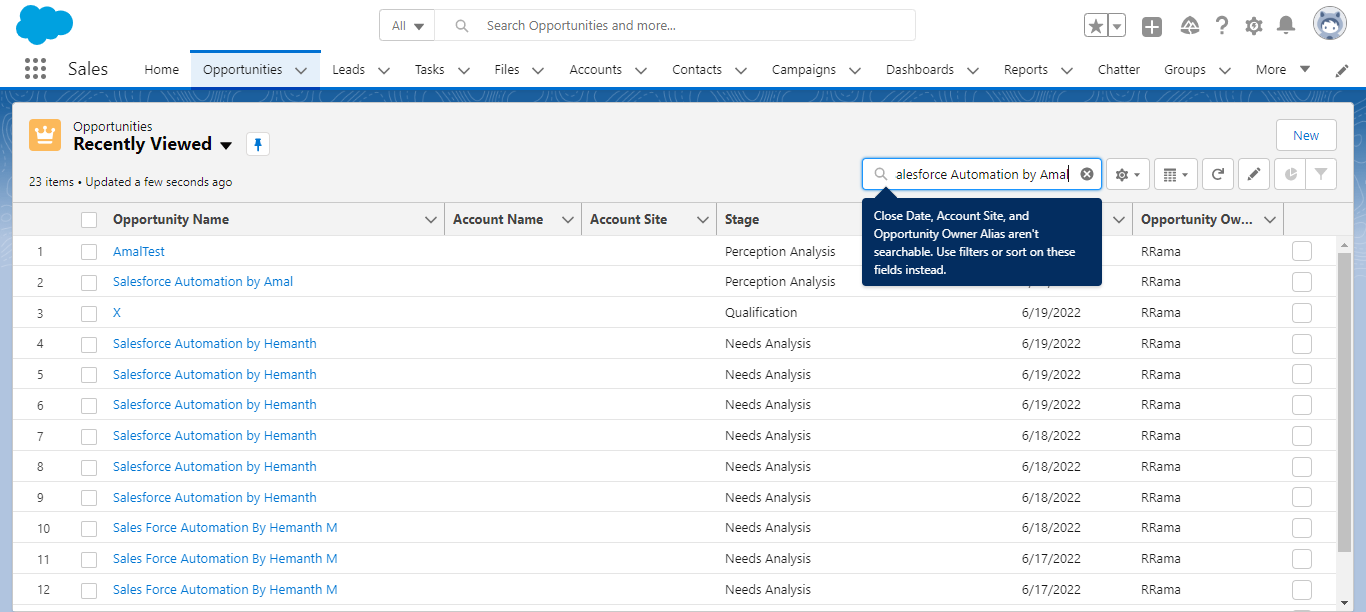 All
Search Opportunities and more...
Sales
Home
Opportunities
Leads
Tasks
Files
Accounts
Contacts
Campaigns
Dashboards
Reports
Chatter
Groups
More
Opportunities
Recently Viewed
New
23 items • Updated a few seconds ago
alesforce Automation by Amal
Close Date, Account Site, and
Opportunity Owner Alias aren't
searchable. Use filters or sort on these
fields instead.
Opportunity Name Account Name Account Site Stage Opportunity Ow...
1 AmalTest Perception Analysis RRama
2 Salesforce Automation by Amal Perception Analysis RRama
3 X Qualification 6/19/2022 RRama
4 Salesforce Automation by Hemanth Needs Analysis 6/19/2022 RRama
5 Salesforce Automation by Hemanth Needs Analysis 6/19/2022 RRama
6 Salesforce Automation by Hemanth Needs Analysis 6/19/2022 RRama
7 Salesforce Automation by Hemanth Needs Analysis 6/18/2022 RRama
8 Salesforce Automation by Hemanth Needs Analysis 6/18/2022 RRama
9 Salesforce Automation by Hemanth Needs Analysis 6/18/2022 RRama
10 Sales Force Automation By Hemanth M Needs Analysis 6/18/2022 RRama
11 Sales Force Automation By Hemanth M Needs Analysis 6/17/2022 RRama
12 Sales Force Automation By Hemanth M Needs Analysis 6/17/2022 RRama